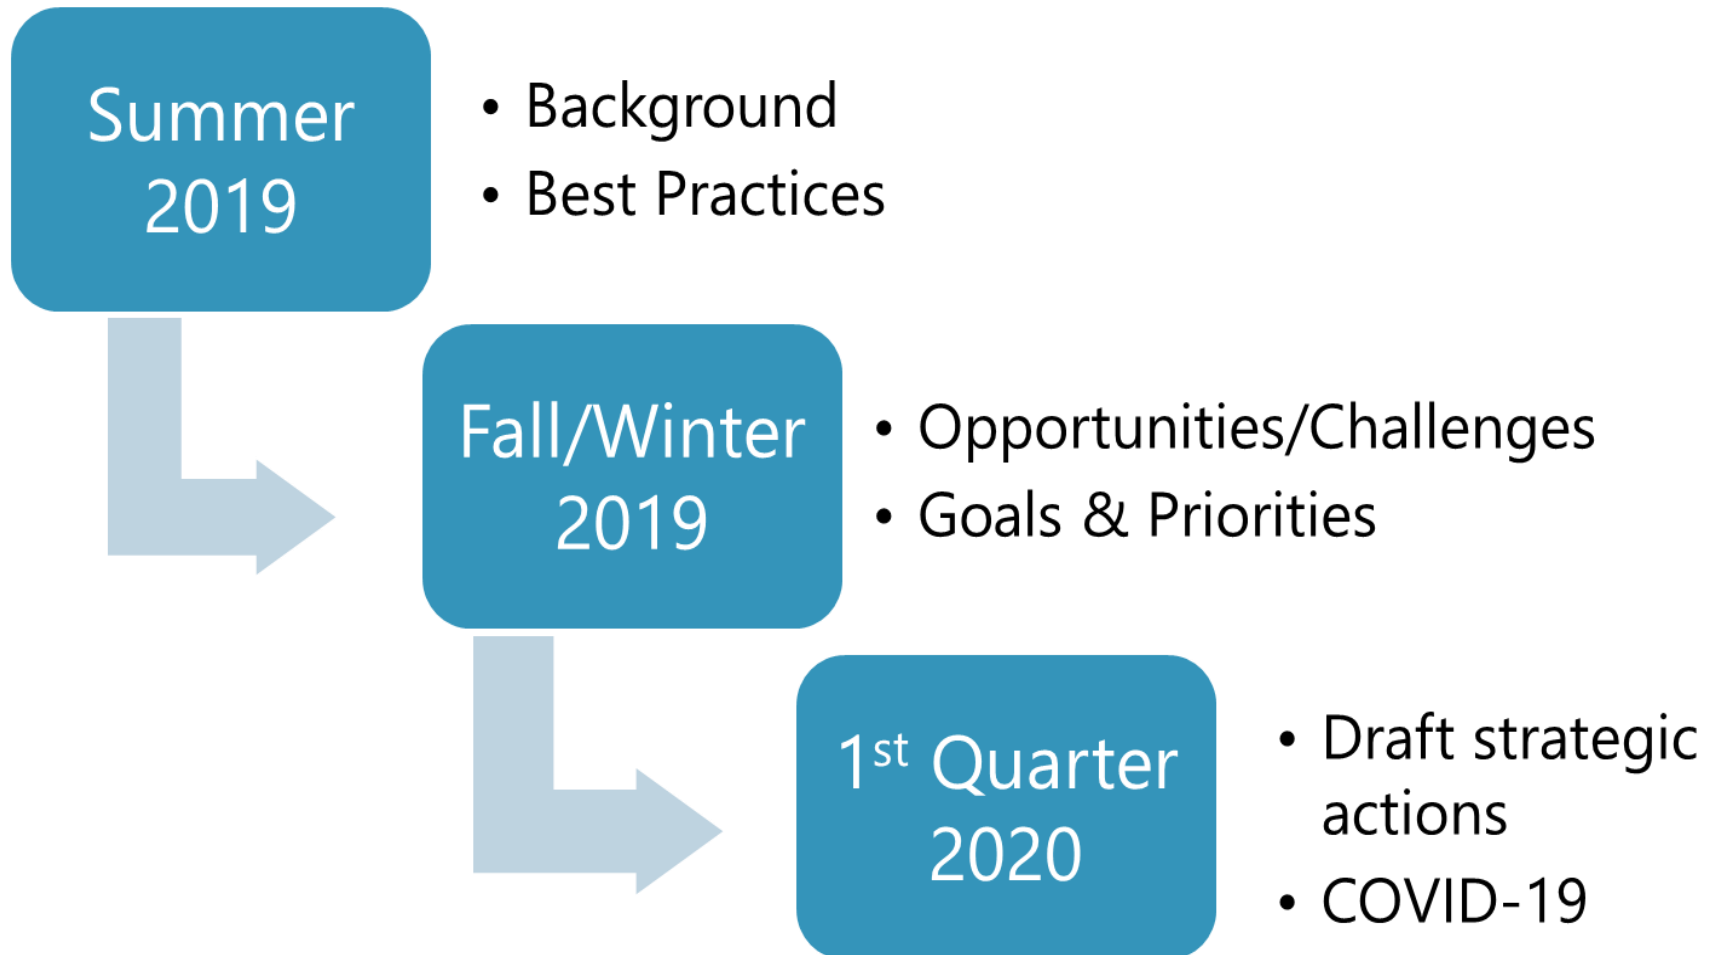 Summer
2019
• Background
• Best Practices
Fall/Winter
2019
• Opportunities/Challenges
• Goals & Priorities
1st Quarter
2020
• Draft strategic
actions
• COVID-19